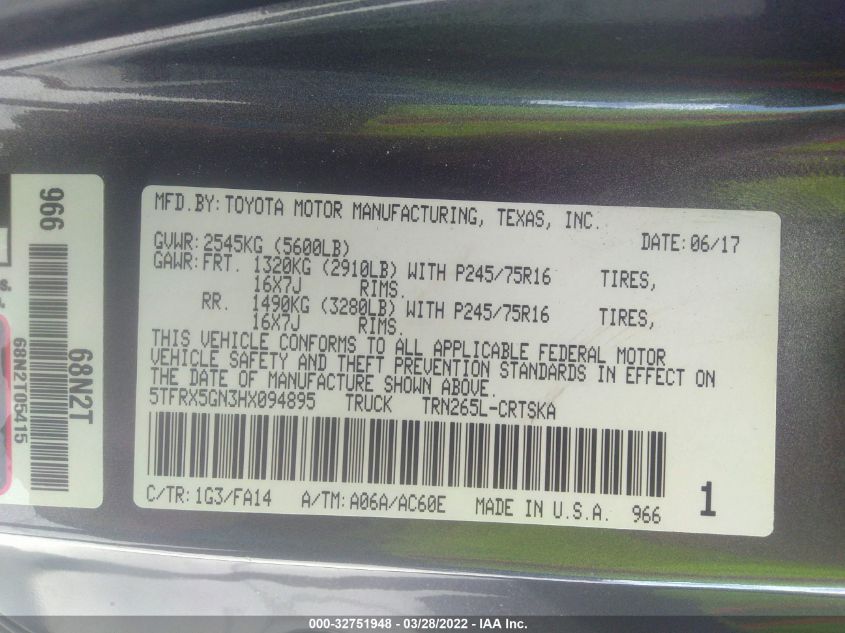 MFD.BY: TOYOTA MOTOR MANUFACTURING, TEXAS, INC.
GVWR: 2545KG (5600LB) DATE: 06/17
GAWR: FRT. 1320KG (2910LB) WITH P245/75R16 TIRES,
16X7J RIMS.
RR. 1490KG (3280LB) WITH P245/75R16 TIRES,
16X7J RIMS.
THIS VEHICLE CONFORMS TO ALL APPLICABLE FEDERAL MOTOR
VEHICLE SAFETY AND THEFT PREVENTION STANDARDS IN EFFECT ON
THE DATE OF MANUFACTURE SHOWN ABOVE.
5TFRX5GN3HX094895 TRUCK TRN265L-CRTSKA
C/TR: 1G3/FA14 A/TM: A06A/AC60E MADE IN U.S.A. 966 1
966
68N2T
68N2T05415
000-32751948 - 03/28/2022 - IAA Inc.